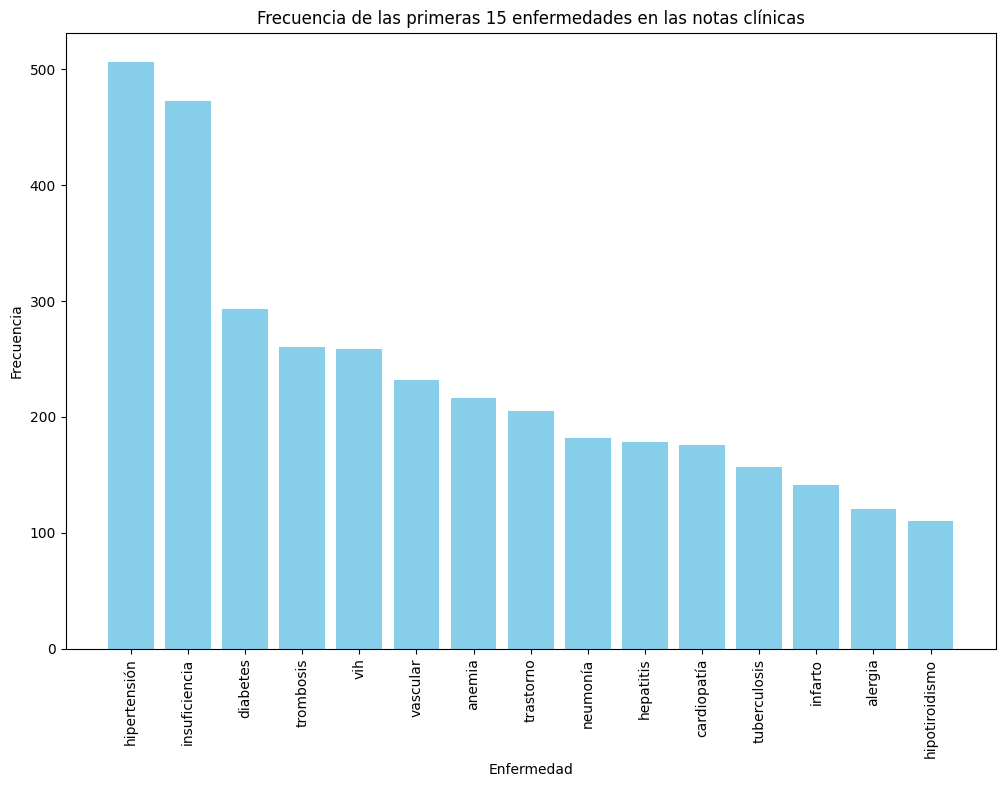 Frecuencia de las primeras 15 enfermedades en las notas clínicas
Frecuencia
500
400
300
200
100
0
hipertensión
insuficiencia
diabetes
trombosis
vih
vascular
anemia
trastorno
neumonía
hepatitis
cardiopatía
tuberculosis
infarto
alergia
hipotiroidismo
Enfermedad